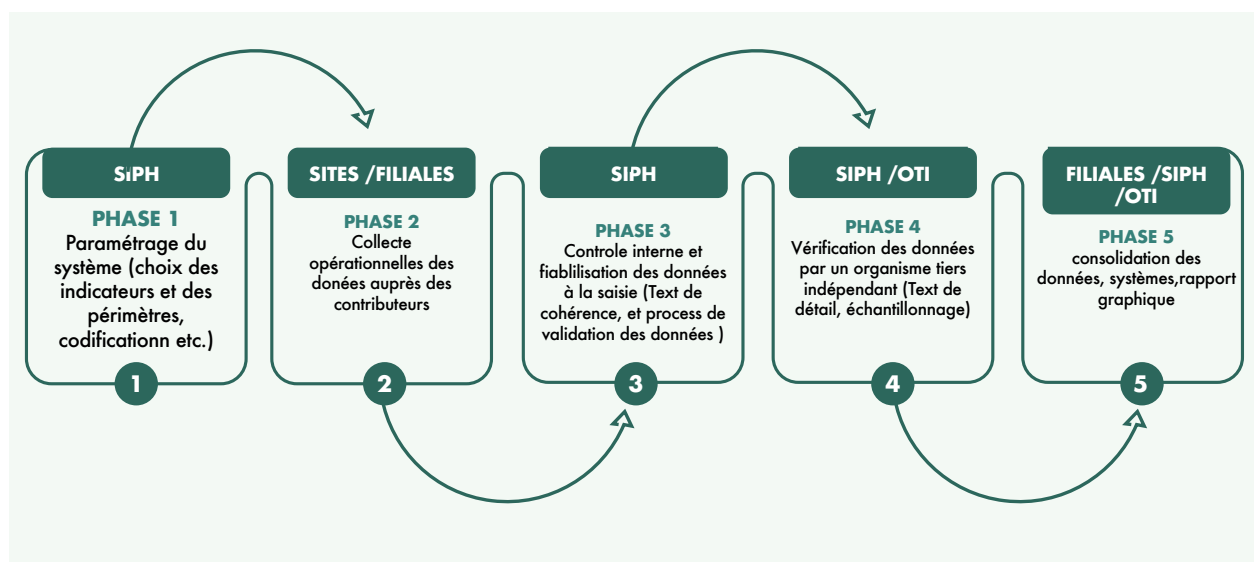 SiPH
PHASE 1
Paramétrage du
système (choix des
indicateurs et des
périmètres,
codificationn etc.)
1
SITES /FILIALES
PHASE 2
Collecte
opérationnelles des
donées auprès des
contributeurs
2
SIPH
PHASE 3
Controle interne et
fiablilisation des données
à la saisie (Text de
cohérence, et process de
validation des données )
3
SIPH /OTI
PHASE 4
Vérification des données
par un organisme tiers
indépendant (Text de
détail, échantillonnage)
4
FILIALES /SIPH
/OTI
PHASE 5
consolidation des
données, systèmes,rapport
graphique
5